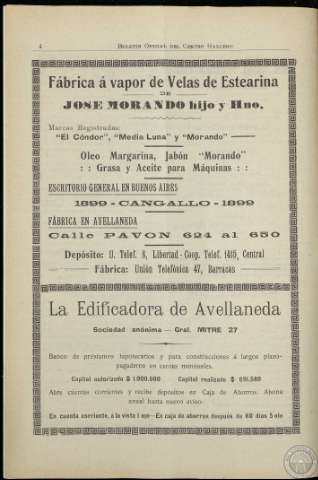 4 BOLETÍN OFICIAL DEL CENTRO GALLEGO
Fábrica á vapor de Velas de Estearina
DE
JOSE MORANDO hijo y Hno.
Marcas Registradas:
"El Cóndor", "Media Luna" y "Morando"
Oleo Margarina, Jabón "Morando"
: : Grasa y Aceite para Máquinas : :
ESCRITORIO GENERAL EN BUENOS AIRES
1899 - CANGALLO - 1899
FÁBRICA EN AVELLANEDA
Calle PAVON 624 al 650
Depósito: U. Telef. 8, Libertad - Coop. Telef. 1415, Central
Fábrica: Unión Telefónica 47, Barracas
La Edificadora de Avellaneda
Sociedad anónima — Gral. MITRE 27
Banco de préstamos hipotecarios y para construcciones á largos plazos
pagaderos en cuotas mensuales.
Capital autorizado $ 1.000.000 Capital realizado $
Abre cuentas corrientes y recibe depósitos en Caja de Ahorros. Abona
anual hasta nuevo aviso:
En cuenta corriente, á la vista 1 o|o — En caja de ahorros después de 60 días 5 o|o